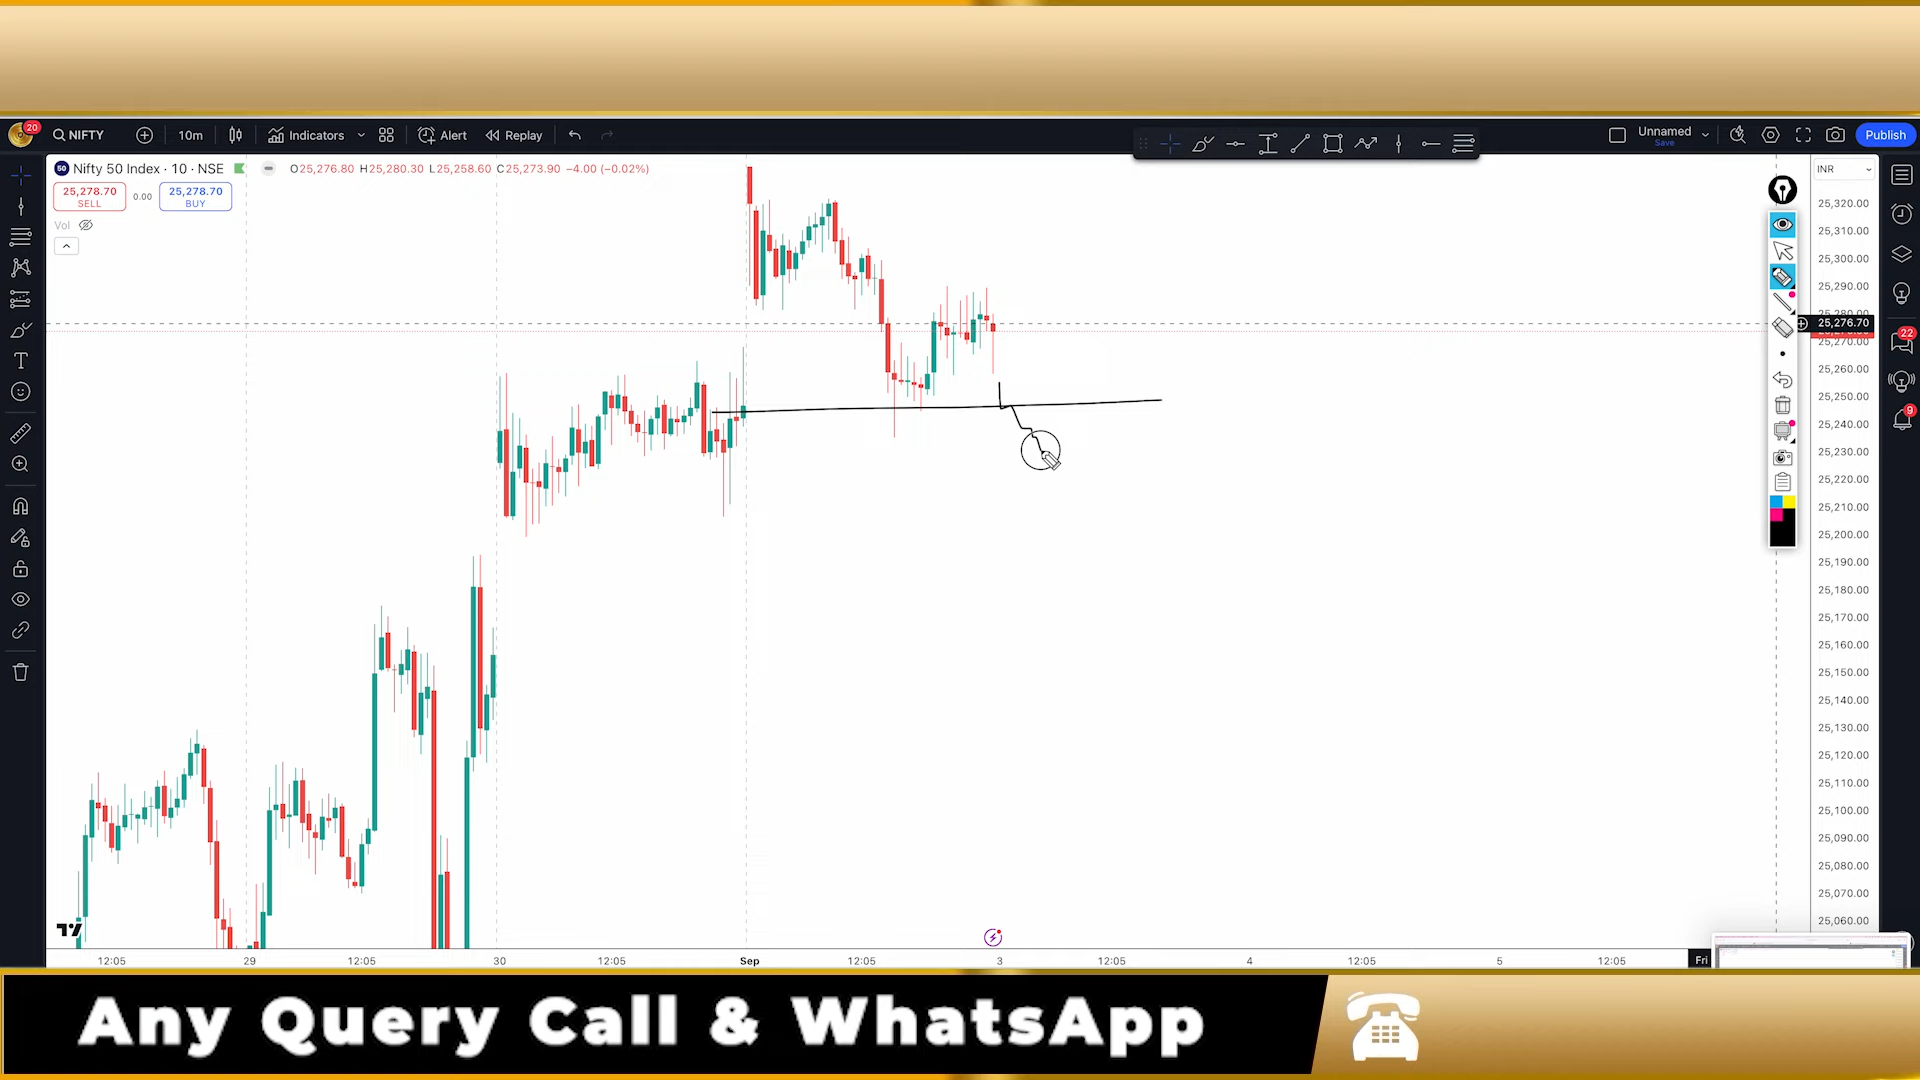 20
NIFTY
10m
Indicators
Alert
Replay
Unnamed
Save
Publish
50 Nifty 50 Index · 10 · NSE
O25,276.80 H25,280.30 L25,258.60 C25,273.90 −4.00 (−0.02%)
INR
25,278.70
SELL
0.00
25,278.70
BUY
Vol
25,320.00
25,310.00
25,300.00
25,290.00
25,276.70
25,270.00
25,260.00
25,250.00
25,240.00
25,230.00
25,220.00
25,210.00
25,200.00
25,190.00
25,180.00
25,170.00
25,160.00
25,150.00
25,140.00
25,130.00
25,120.00
25,110.00
25,100.00
25,090.00
25,080.00
25,070.00
25,060.00
22
9
12:05 29 12:05 30 12:05 Sep 12:05 3 12:05 4 12:05 5 12:05 Fri
Any Query Call & WhatsApp